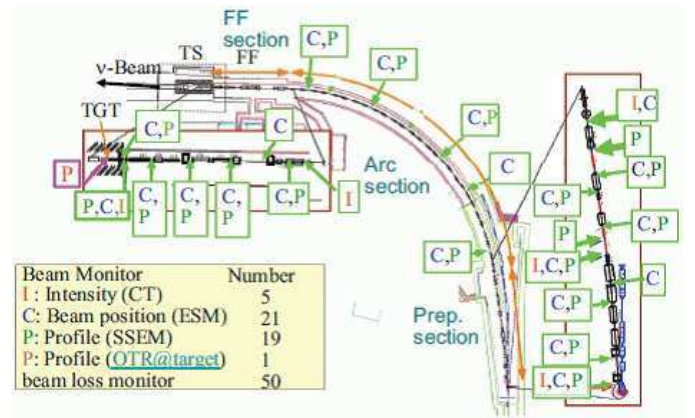 FF
section
C,P
TS
FF
C,P
ν-Beam
TGT
C,P
C
C,P
I,C
P
Arc
section
C
C,P
P
I
C,P
C,P
P,C,I
C,
P
C,
P
C,
P
C,P
C,P
P
I,C,P
C
Beam Monitor Number
I : Intensity (CT) 5
C: Beam position (ESM) 21
P: Profile (SSEM) 19
P: Profile (OTR@target) 1
beam loss monitor 50
Prep.
section
C,P
C,P
C,P
I,C,P